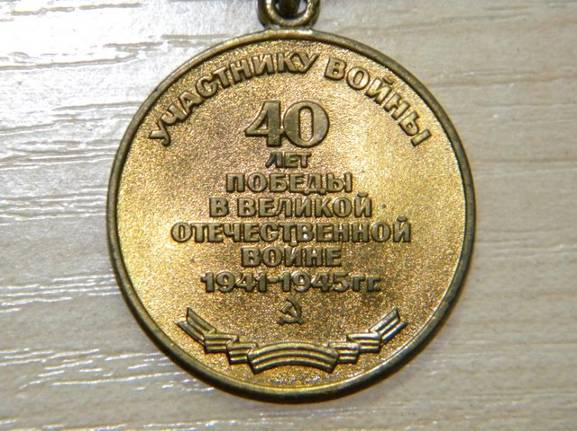 УЧАСТНИКУ ВОЙНЫ
40
ЛЕТ
ПОБЕДЫ
В ВЕЛИКОЙ
ОТЕЧЕСТВЕННОЙ
ВОЙНЕ
1941-1945гг.